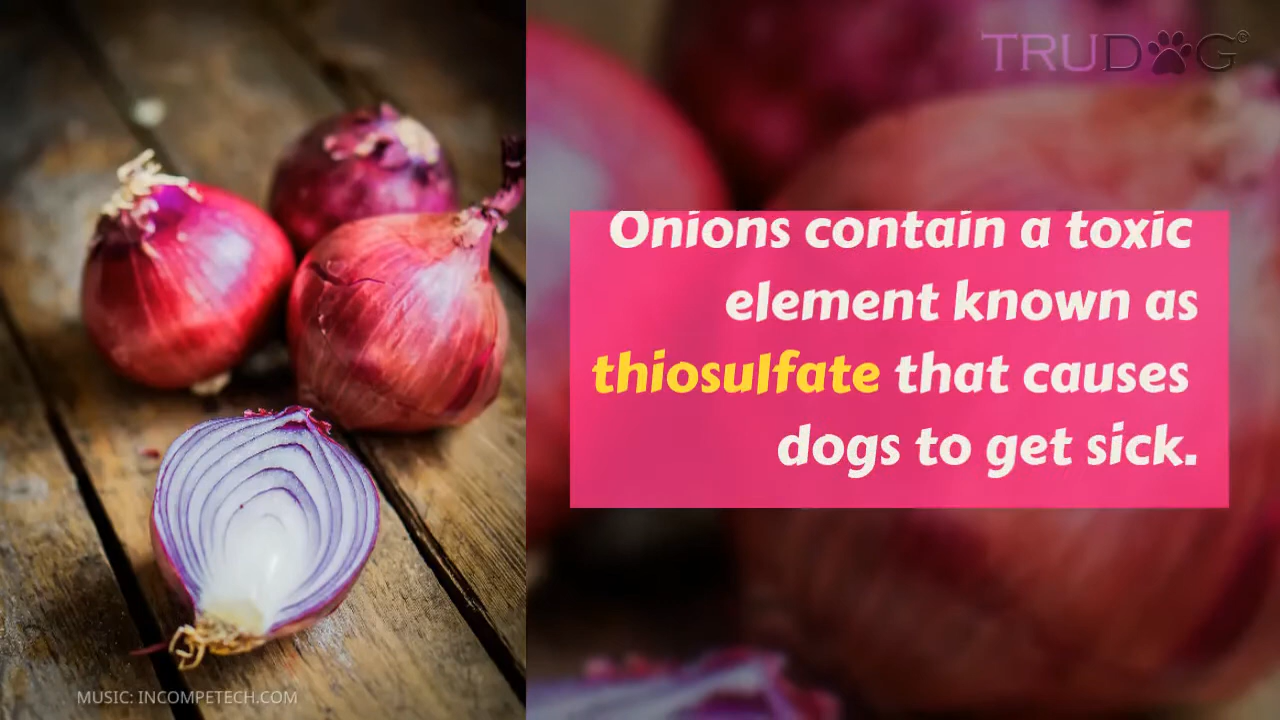 TRUDOG
Onions contain a toxic
element known as
thiosulfate that causes
dogs to get sick.
MUSIC: INCOMPETECH.COM